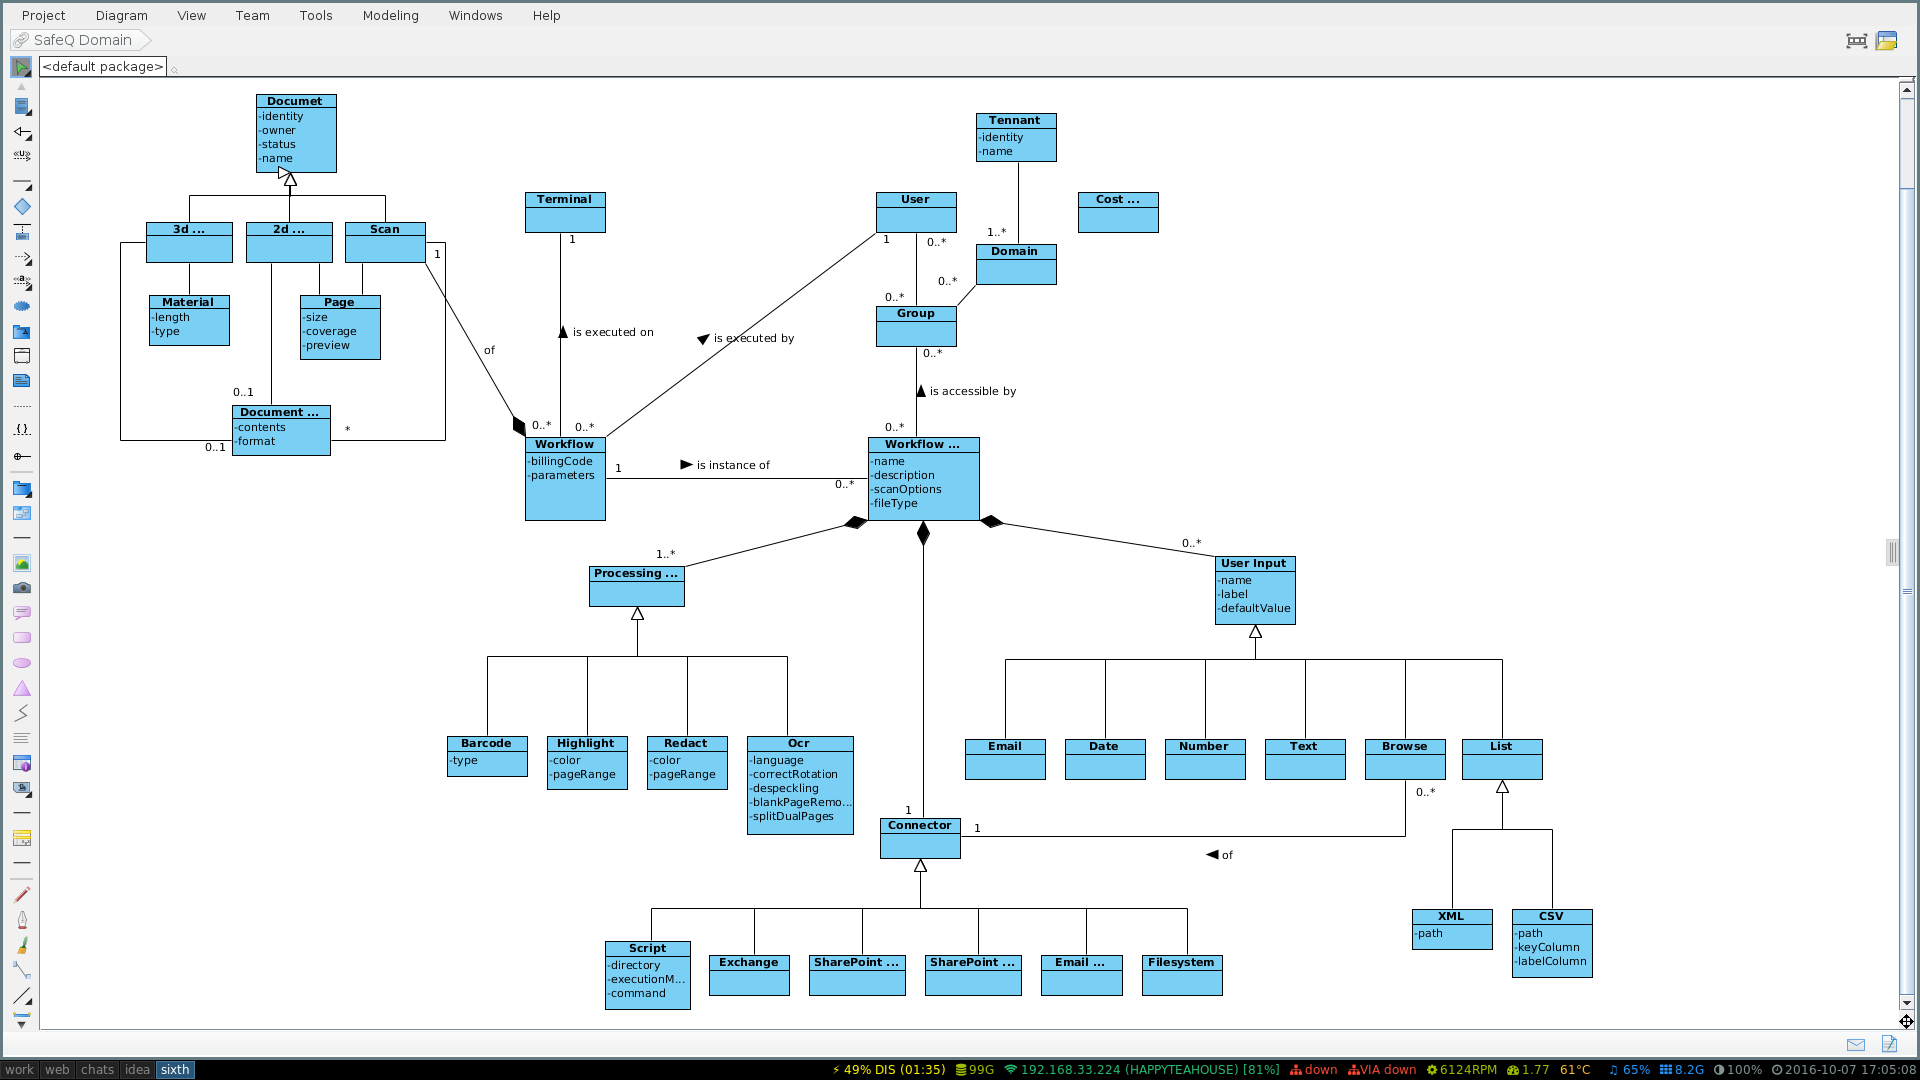 Project Diagram View Team Tools Modeling Windows Help
SafeQ Domain
<default package>
Documet
-identity
-owner
-status
-name
Tennant
-identity
-name
Terminal
User
Cost ...
3d ...
2d ...
Scan
1
1
1
0..*
1..*
Domain
0..*
0..*
Group
0..*
Material
-length
-type
Page
-size
-coverage
-preview
is executed on
is executed by
of
is accessible by
0..1
Document ...
-contents
-format
*
0..1
0..*
0..*
0..*
Workflow
-billingCode
-parameters
1
is instance of
0..*
Workflow ...
-name
-description
-scanOptions
-fileType
1..*
0..*
Processing ...
User Input
-name
-label
-defaultValue
Barcode
-type
Highlight
-color
-pageRange
Redact
-color
-pageRange
Ocr
-language
-correctRotation
-despeckling
-blankPageRemo...
-splitDualPages
Email
Date
Number
Text
Browse
List
0..*
1
Connector
1
of
XML
-path
CSV
-path
-keyColumn
-labelColumn
Script
-directory
-executionM...
-command
Exchange
SharePoint ...
SharePoint ...
Email ...
Filesystem
work web chats idea sixth
49% DIS (01:35) 99G 192.168.33.224 (HAPPYTEAHOUSE) [81%] down VIA down 6124RPM 1.77 61°C 65% 8.2G 100% 2016-10-07 17:05:08